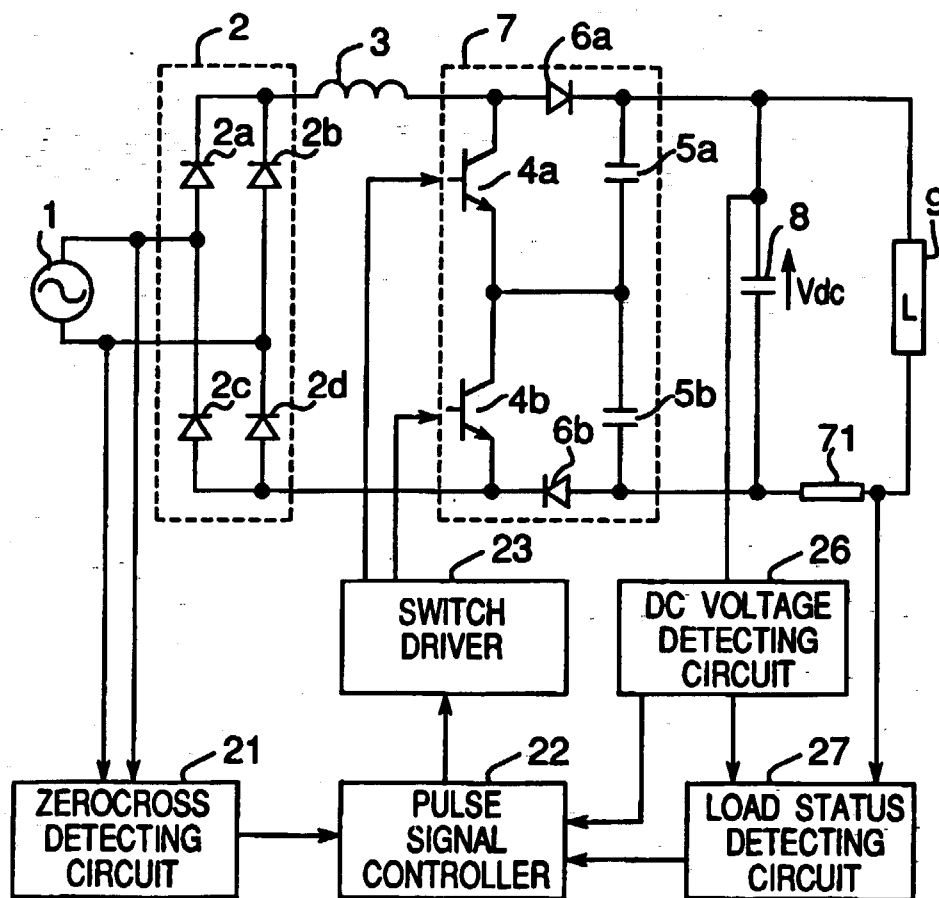 2
3
7
6a
2a
2b
4a
5a
1
8
9
Vdc
L
2c
2d
4b
5b
6b
71
23
SWITCH
DRIVER
26
DC VOLTAGE
DETECTING
CIRCUIT
21
ZEROCROSS
DETECTING
CIRCUIT
22
PULSE
SIGNAL
CONTROLLER
27
LOAD STATUS
DETECTING
CIRCUIT